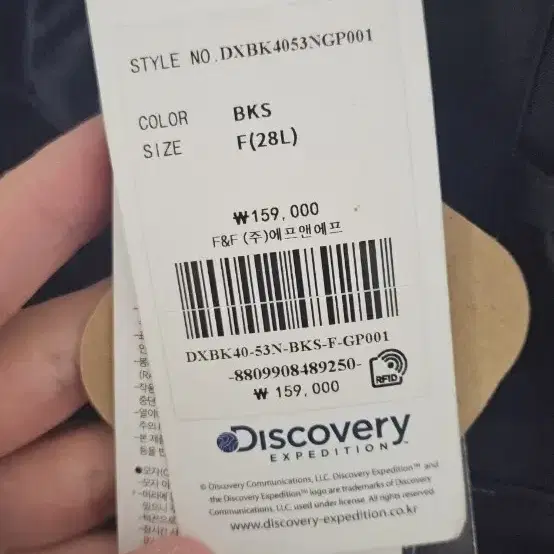 STYLE NO. DXBK4053NGP001
COLOR BKS
SIZE F(28L)
₩159,000
F&F (주)에프앤에프
DXBK40-53N-BKS-F-GP001
-8809908489250-
RFID
₩ 159,000
Discovery
EXPEDITION™
© Discovery Communications, LLC. Discovery Expedition™ and
the Discovery Expedition™ logo are trademarks of Discovery
Communications, LLC, used under license. All rights reserved.
www.discovery-expedition.co.kr